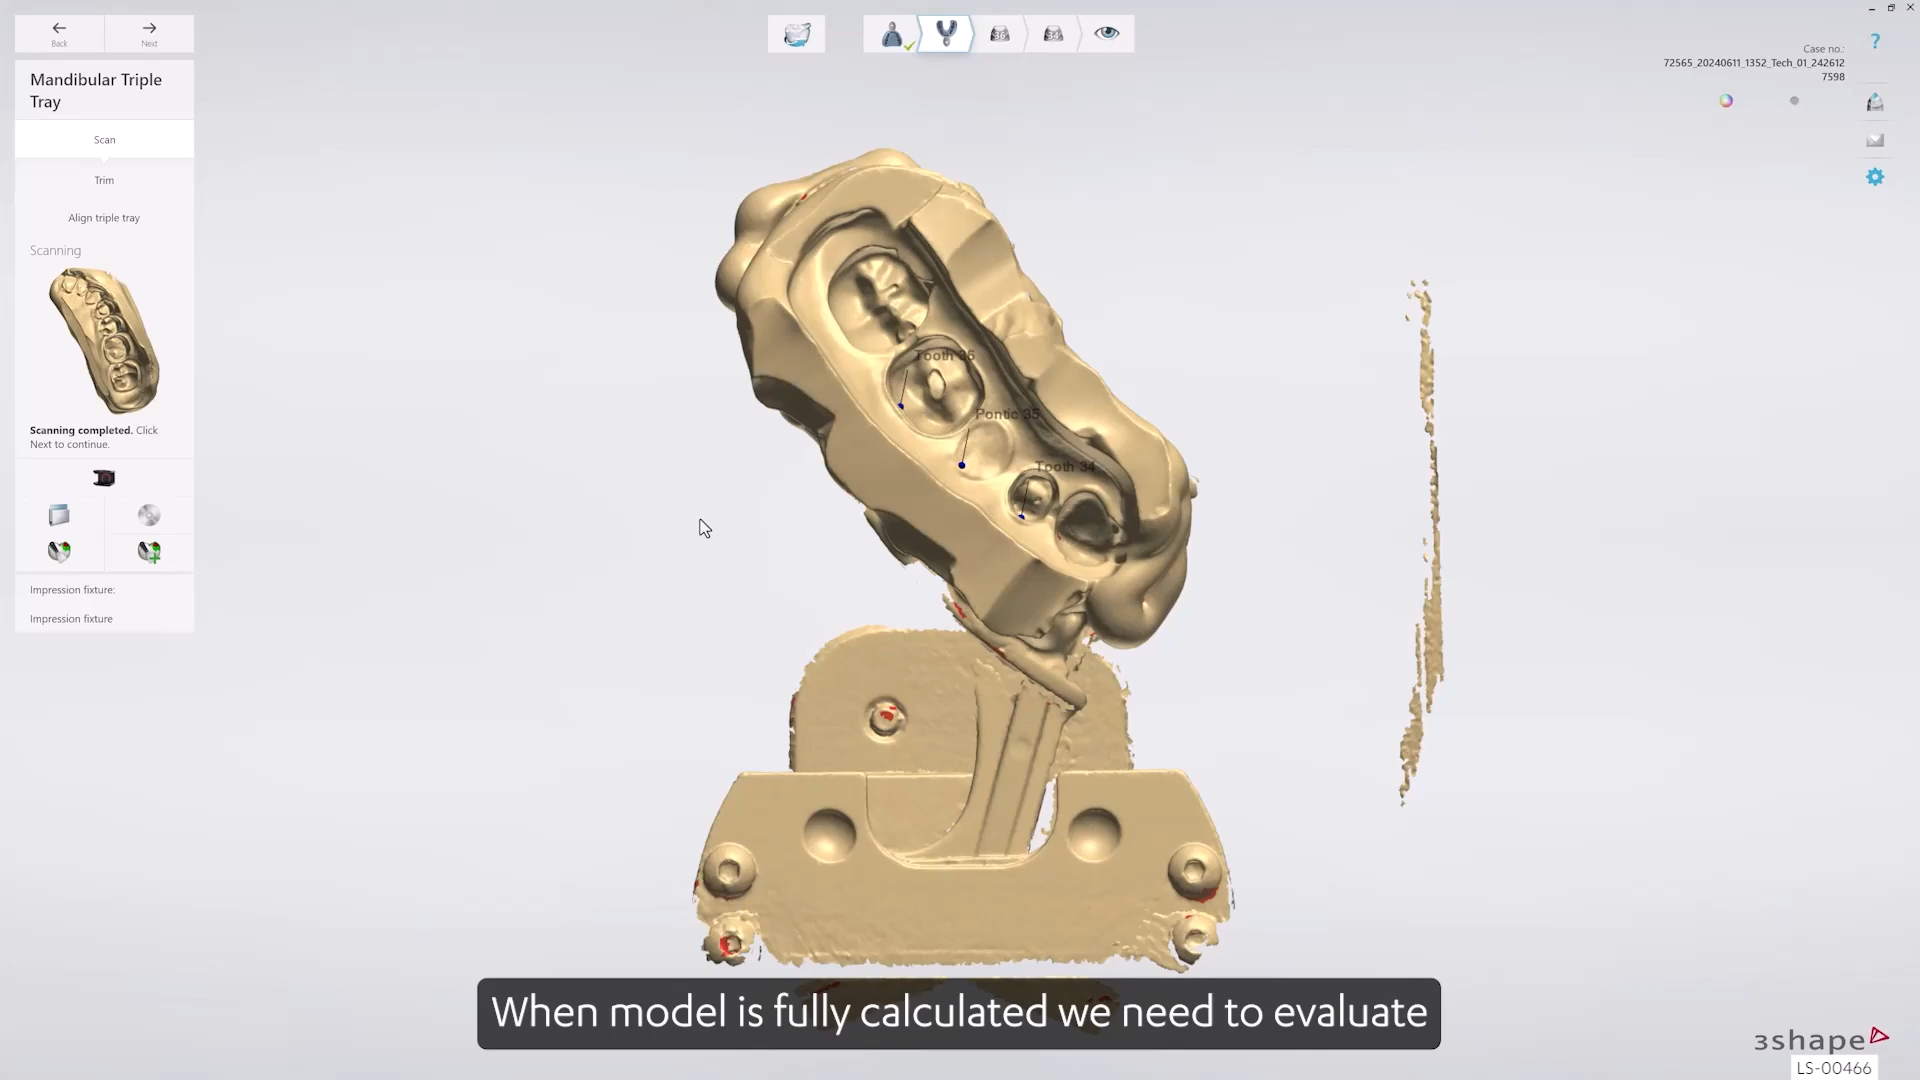 Back
Next
Mandibular Triple
Tray
Scan
Trim
Align triple tray
Scanning
Scanning completed. Click
Next to continue.
Impression fixture:
Impression fixture
36
34
?
Case no.:
72565_20240611_1352_Tech_01_242612
7598
Tooth 36
Pontic 35
Tooth 34
When model is fully calculated we need to evaluate
3shape
LS-00466